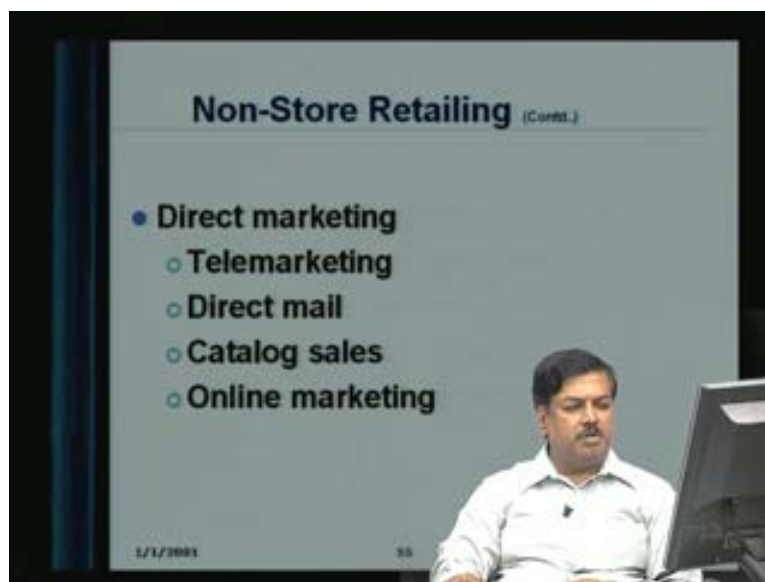 Non-Store Retailing (Contd.)
Direct marketing
Telemarketing
Direct mail
Catalog sales
Online marketing
1/1/2001 55